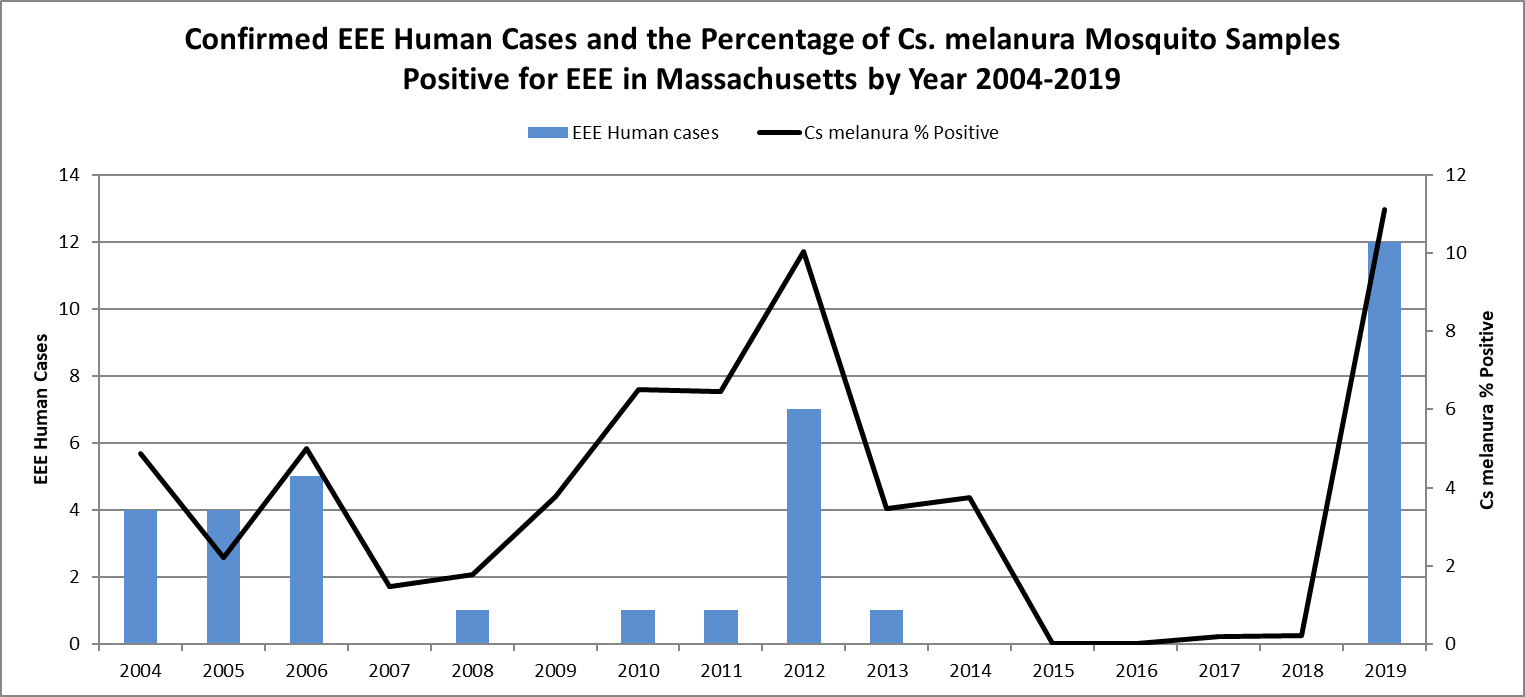 Confirmed EEE Human Cases and the Percentage of Cs. melanura Mosquito Samples
Positive for EEE in Massachusetts by Year 2004-2019
EEE Human cases
Cs melanura % Positive
EEE Human Cases
14
12
10
8
6
4
2
0
12
10
8
6
4
2
0
Cs melanura % Positive
2004 2005 2006 2007 2008 2009 2010 2011 2012 2013 2014 2015 2016 2017 2018 2019